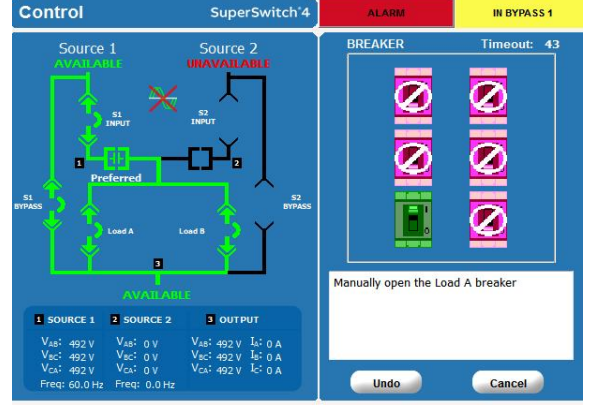 Control SuperSwitch®4 ALARM IN BYPASS 1
Source 1 Source 2
AVAILABLE UNAVAILABLE
S1 INPUT
S2 INPUT
1 2
Preferred
S1 BYPASS
S2 BYPASS
Load A Load B
3
AVAILABLE
1 SOURCE 1 2 SOURCE 2 3 OUTPUT
VAB: 492 V VAB: 0 V VAB: 492 V IA: 0 A
VBC: 492 V VBC: 0 V VBC: 492 V IB: 0 A
VCA: 492 V VCA: 0 V VCA: 492 V IC: 0 A
Freq: 60.0 Hz Freq: 0.0 Hz
BREAKER Timeout: 43
I
0
Manually open the Load A breaker
Undo Cancel